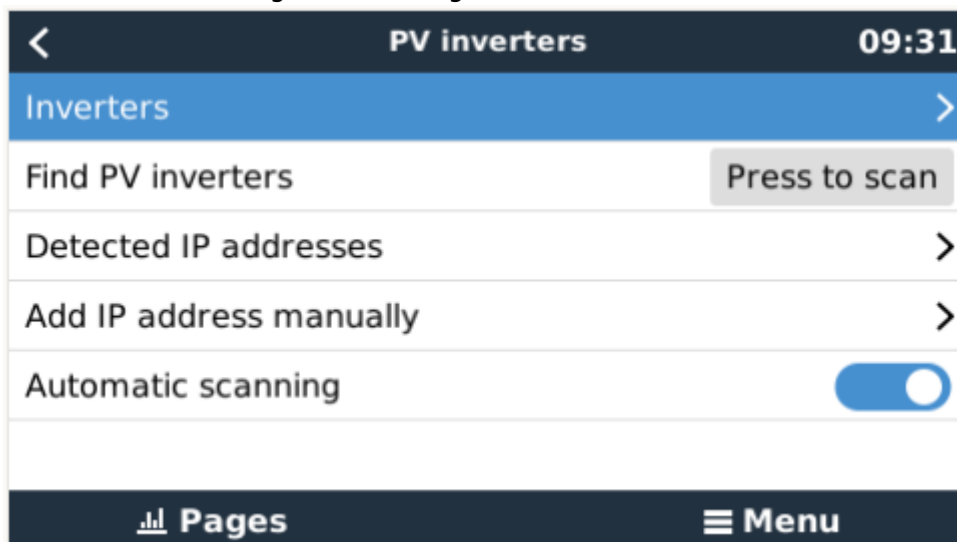 PV inverters 09:31
Inverters
Find PV inverters Press to scan
Detected IP addresses
Add IP address manually
Automatic scanning
Pages Menu